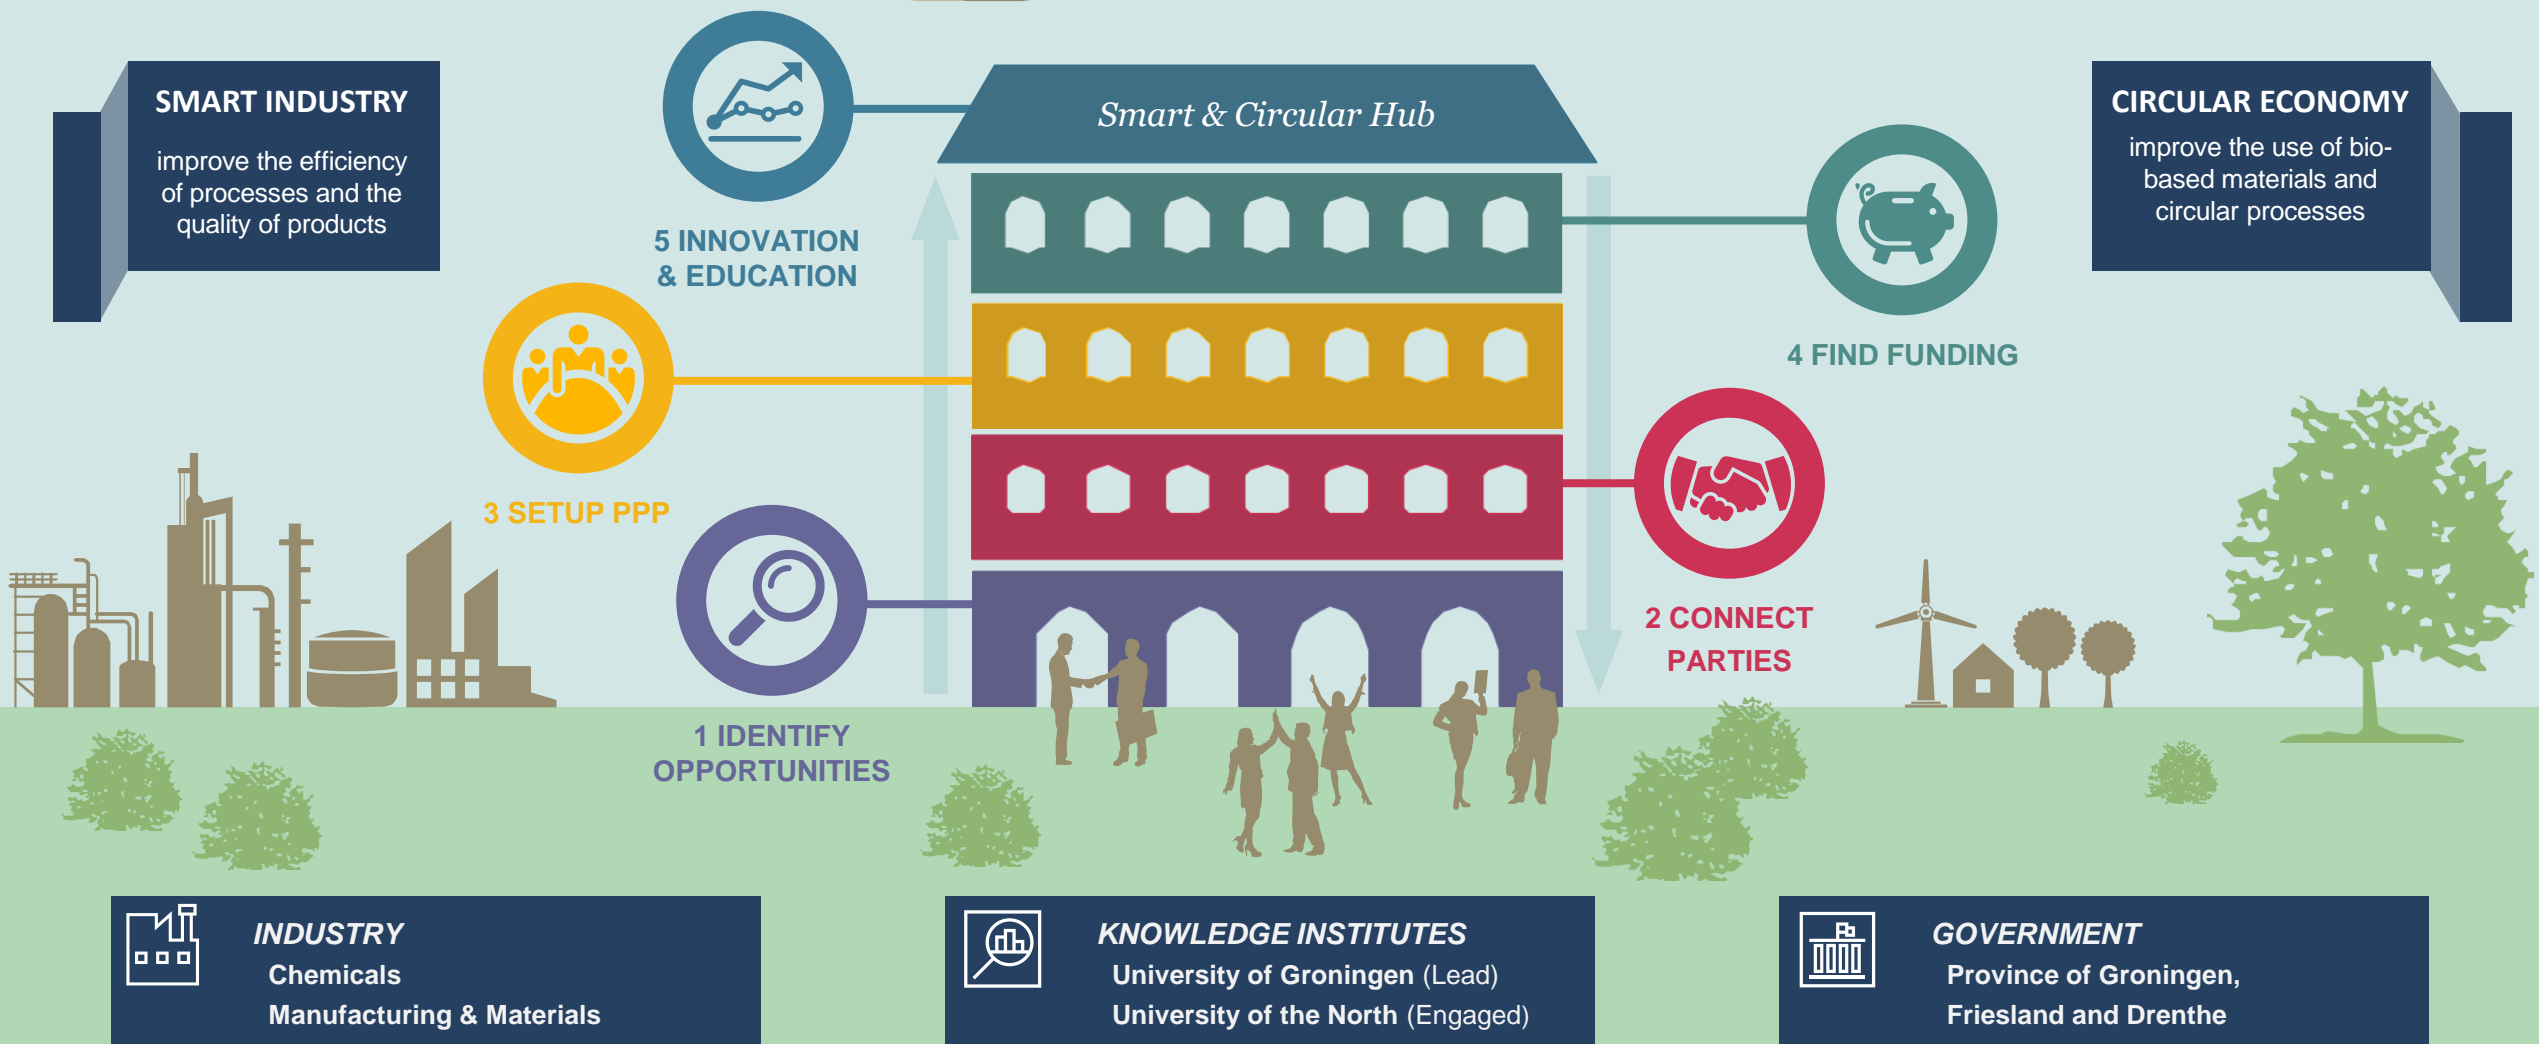 SMART INDUSTRY
improve the efficiency
of processes and the
quality of products
Smart & Circular Hub
CIRCULAR ECONOMY
improve the use of bio-
based materials and
circular processes
5 INNOVATION
& EDUCATION
4 FIND FUNDING
3 SETUP PPP
2 CONNECT
PARTIES
1 IDENTIFY
OPPORTUNITIES
INDUSTRY
Chemicals
Manufacturing & Materials
KNOWLEDGE INSTITUTES
University of Groningen (Lead)
University of the North (Engaged)
GOVERNMENT
Province of Groningen,
Friesland and Drenthe